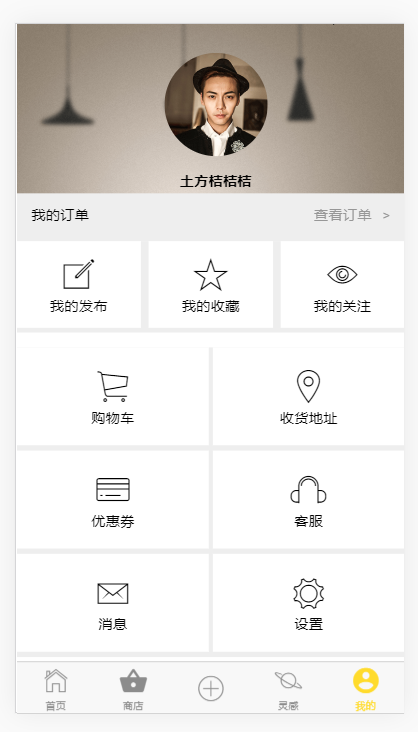 土方桔桔桔
我的订单 查看订单 >
我的发布 我的收藏 我的关注
购物车 收货地址
优惠券 客服
消息 设置
首页 商店 灵感 我的